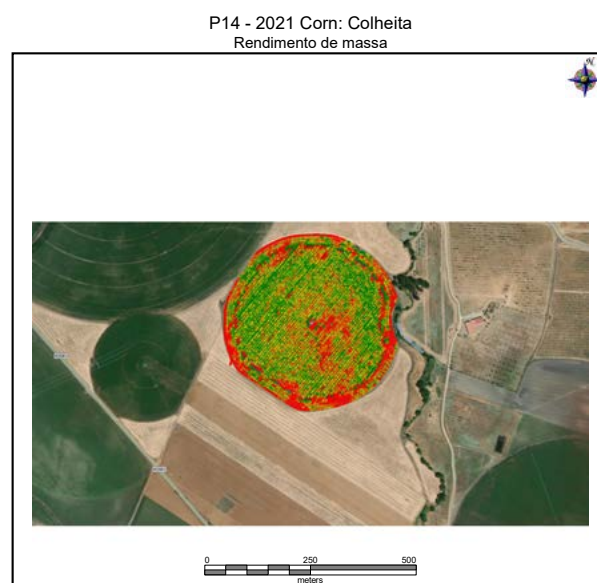 P14 - 2021 Corn: Colheita
Rendimento de massa
N
0 250 500
meters